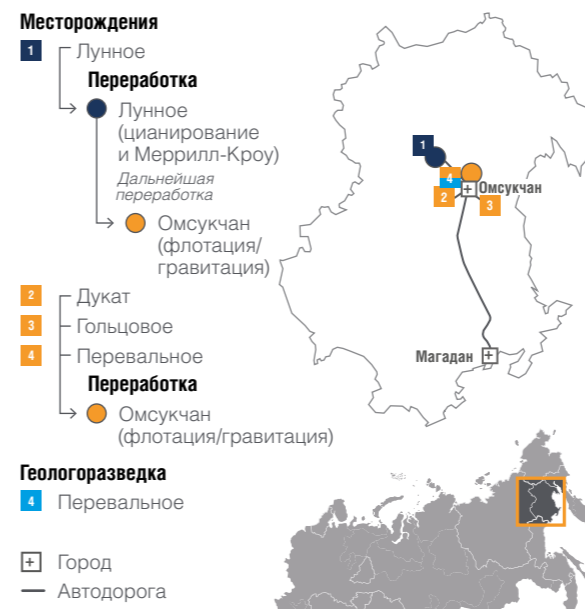 Месторождения
1 Лунное
Переработка
Лунное
(цианирование
и Меррилл-Кроу)
Дальнейшая
переработка
Омсукчан
(флотация/
гравитация)
2 Дукат
3 Гольцовое
4 Перевальное
Переработка
Омсукчан
(флотация/гравитация)
Геологоразведка
4 Перевальное
Город
Автодорога
1
4
Омсукчан
2
3
Магадан